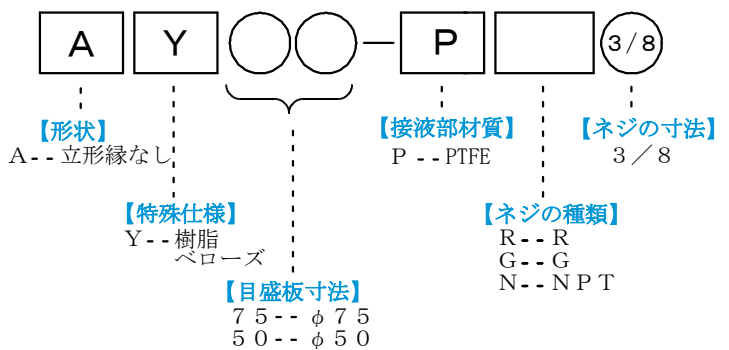 A Y ○○－P 3/8
【形状】
A--立形縁なし
【接液部材質】
P--PTFE
【ネジの寸法】
3／8
【特殊仕様】
Y--樹脂
ベローズ
【ネジの種類】
R--R
G--G
N--NPT
【目盛板寸法】
75--φ75
50--φ50